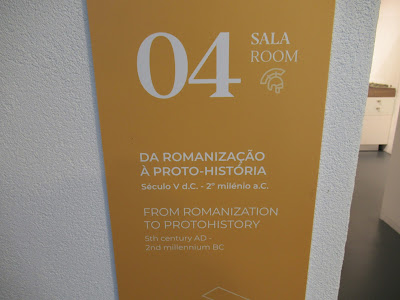 04
SALA
ROOM
DA ROMANIZAÇÃO
À PROTO-HISTÓRIA
Século V d.C. - 2º milénio a.C.
FROM ROMANIZATION
TO PROTOHISTORY
5th century AD -
2nd millennium BC